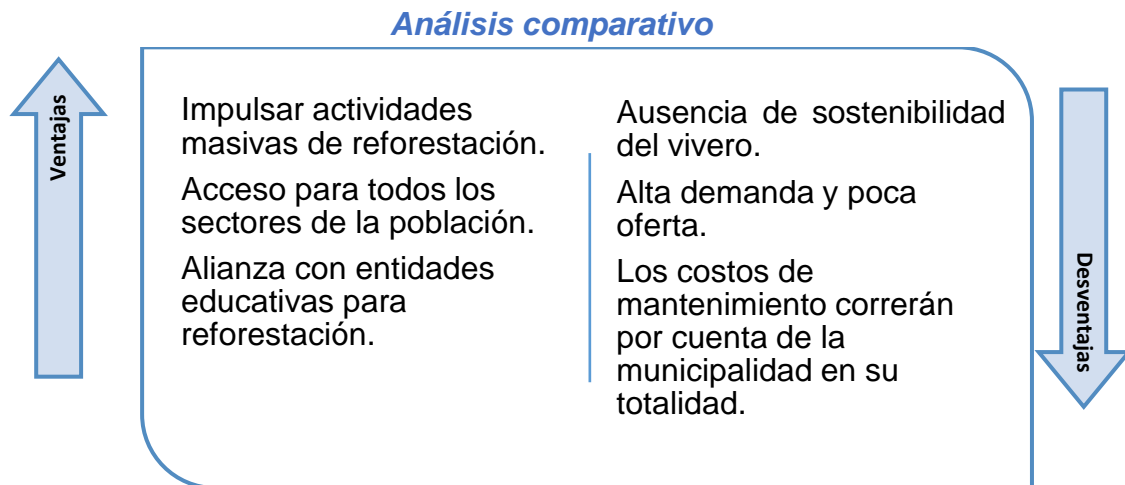 Análisis comparativo
Ventajas
Impulsar actividades
masivas de reforestación.
Acceso para todos los
sectores de la población.
Alianza con entidades
educativas para
reforestación.
Ausencia de sostenibilidad
del vivero.
Alta demanda y poca
oferta.
Los costos de
mantenimiento correrán
por cuenta de la
municipalidad en su
totalidad.
Desventajas